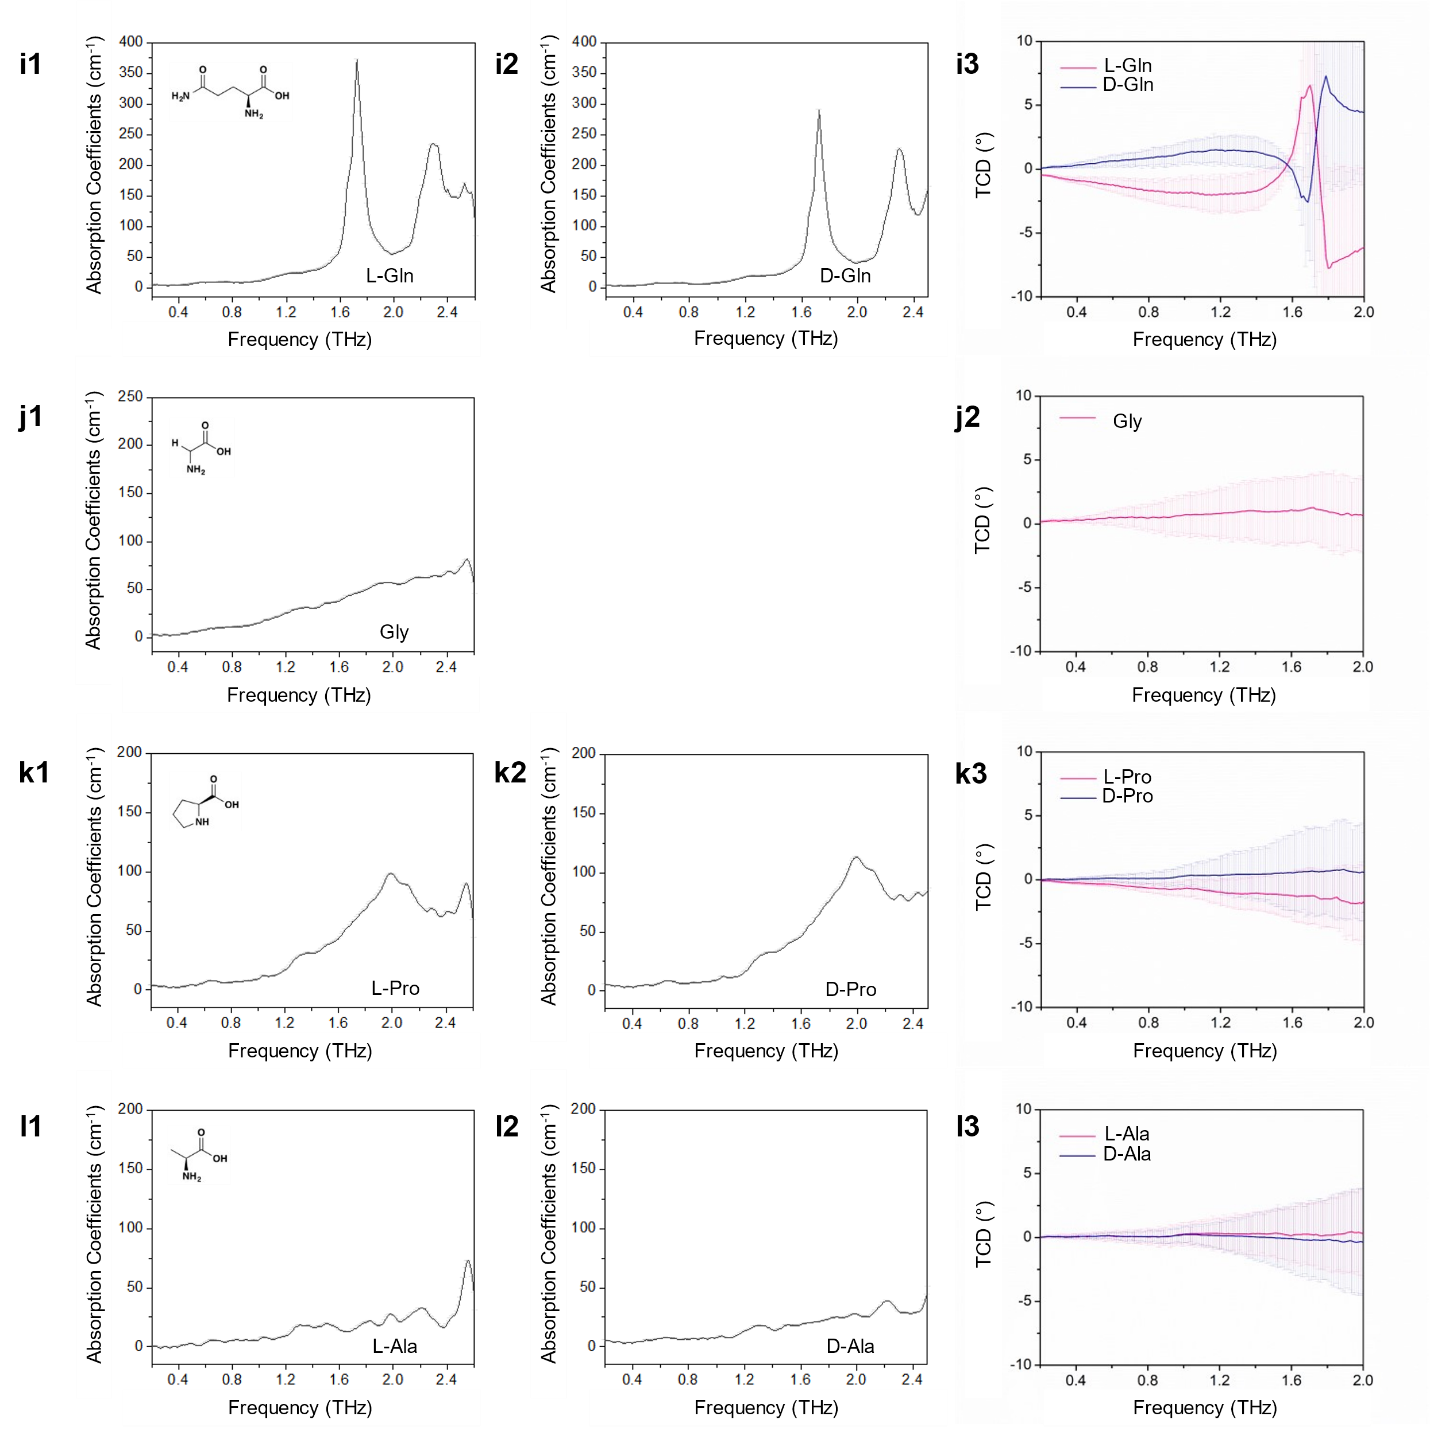 i1
Absorption Coefficients (cm⁻¹)
400
350
300
250
200
150
100
50
0
O
O
H₂N
OH
NH₂
L-Gln
0.4 0.8 1.2 1.6 2.0 2.4
Frequency (THz)
i2
Absorption Coefficients (cm⁻¹)
400
350
300
250
200
150
100
50
0
D-Gln
0.4 0.8 1.2 1.6 2.0 2.4
Frequency (THz)
i3
TCD (°)
10
5
0
-5
-10
L-Gln
D-Gln
0.4 0.8 1.2 1.6 2.0
Frequency (THz)
j1
Absorption Coefficients (cm⁻¹)
250
200
150
100
50
0
O
H
OH
NH₂
Gly
0.4 0.8 1.2 1.6 2.0 2.4
Frequency (THz)
j2
TCD (°)
10
5
0
-5
-10
Gly
0.4 0.8 1.2 1.6 2.0
Frequency (THz)
k1
Absorption Coefficients (cm⁻¹)
200
150
100
50
0
O
OH
NH
L-Pro
0.4 0.8 1.2 1.6 2.0 2.4
Frequency (THz)
k2
Absorption Coefficients (cm⁻¹)
200
150
100
50
0
D-Pro
0.4 0.8 1.2 1.6 2.0 2.4
Frequency (THz)
k3
TCD (°)
10
5
0
-5
-10
L-Pro
D-Pro
0.4 0.8 1.2 1.6 2.0
Frequency (THz)
l1
Absorption Coefficients (cm⁻¹)
200
150
100
50
0
O
OH
NH₂
L-Ala
0.4 0.8 1.2 1.6 2.0 2.4
Frequency (THz)
l2
Absorption Coefficients (cm⁻¹)
200
150
100
50
0
D-Ala
0.4 0.8 1.2 1.6 2.0 2.4
Frequency (THz)
l3
TCD (°)
10
5
0
-5
-10
L-Ala
D-Ala
0.4 0.8 1.2 1.6 2.0
Frequency (THz)